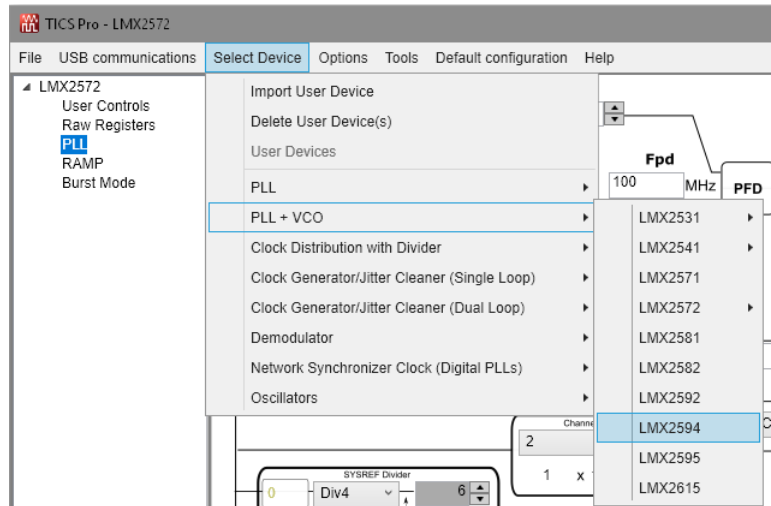 TICS Pro - LMX2572
File USB communications Select Device Options Tools Default configuration Help
LMX2572
User Controls
Raw Registers
PLL
RAMP
Burst Mode
Import User Device
Delete User Device(s)
User Devices
PLL
PLL + VCO
Clock Distribution with Divider
Clock Generator/Jitter Cleaner (Single Loop)
Clock Generator/Jitter Cleaner (Dual Loop)
Demodulator
Network Synchronizer Clock (Digital PLLs)
Oscillators
Fpd
100 MHz PFD
LMX2531
LMX2541
LMX2571
LMX2572
LMX2581
LMX2582
LMX2592
LMX2594
LMX2595
LMX2615
2
1 x
SYSREF Divider
0 Div4 6